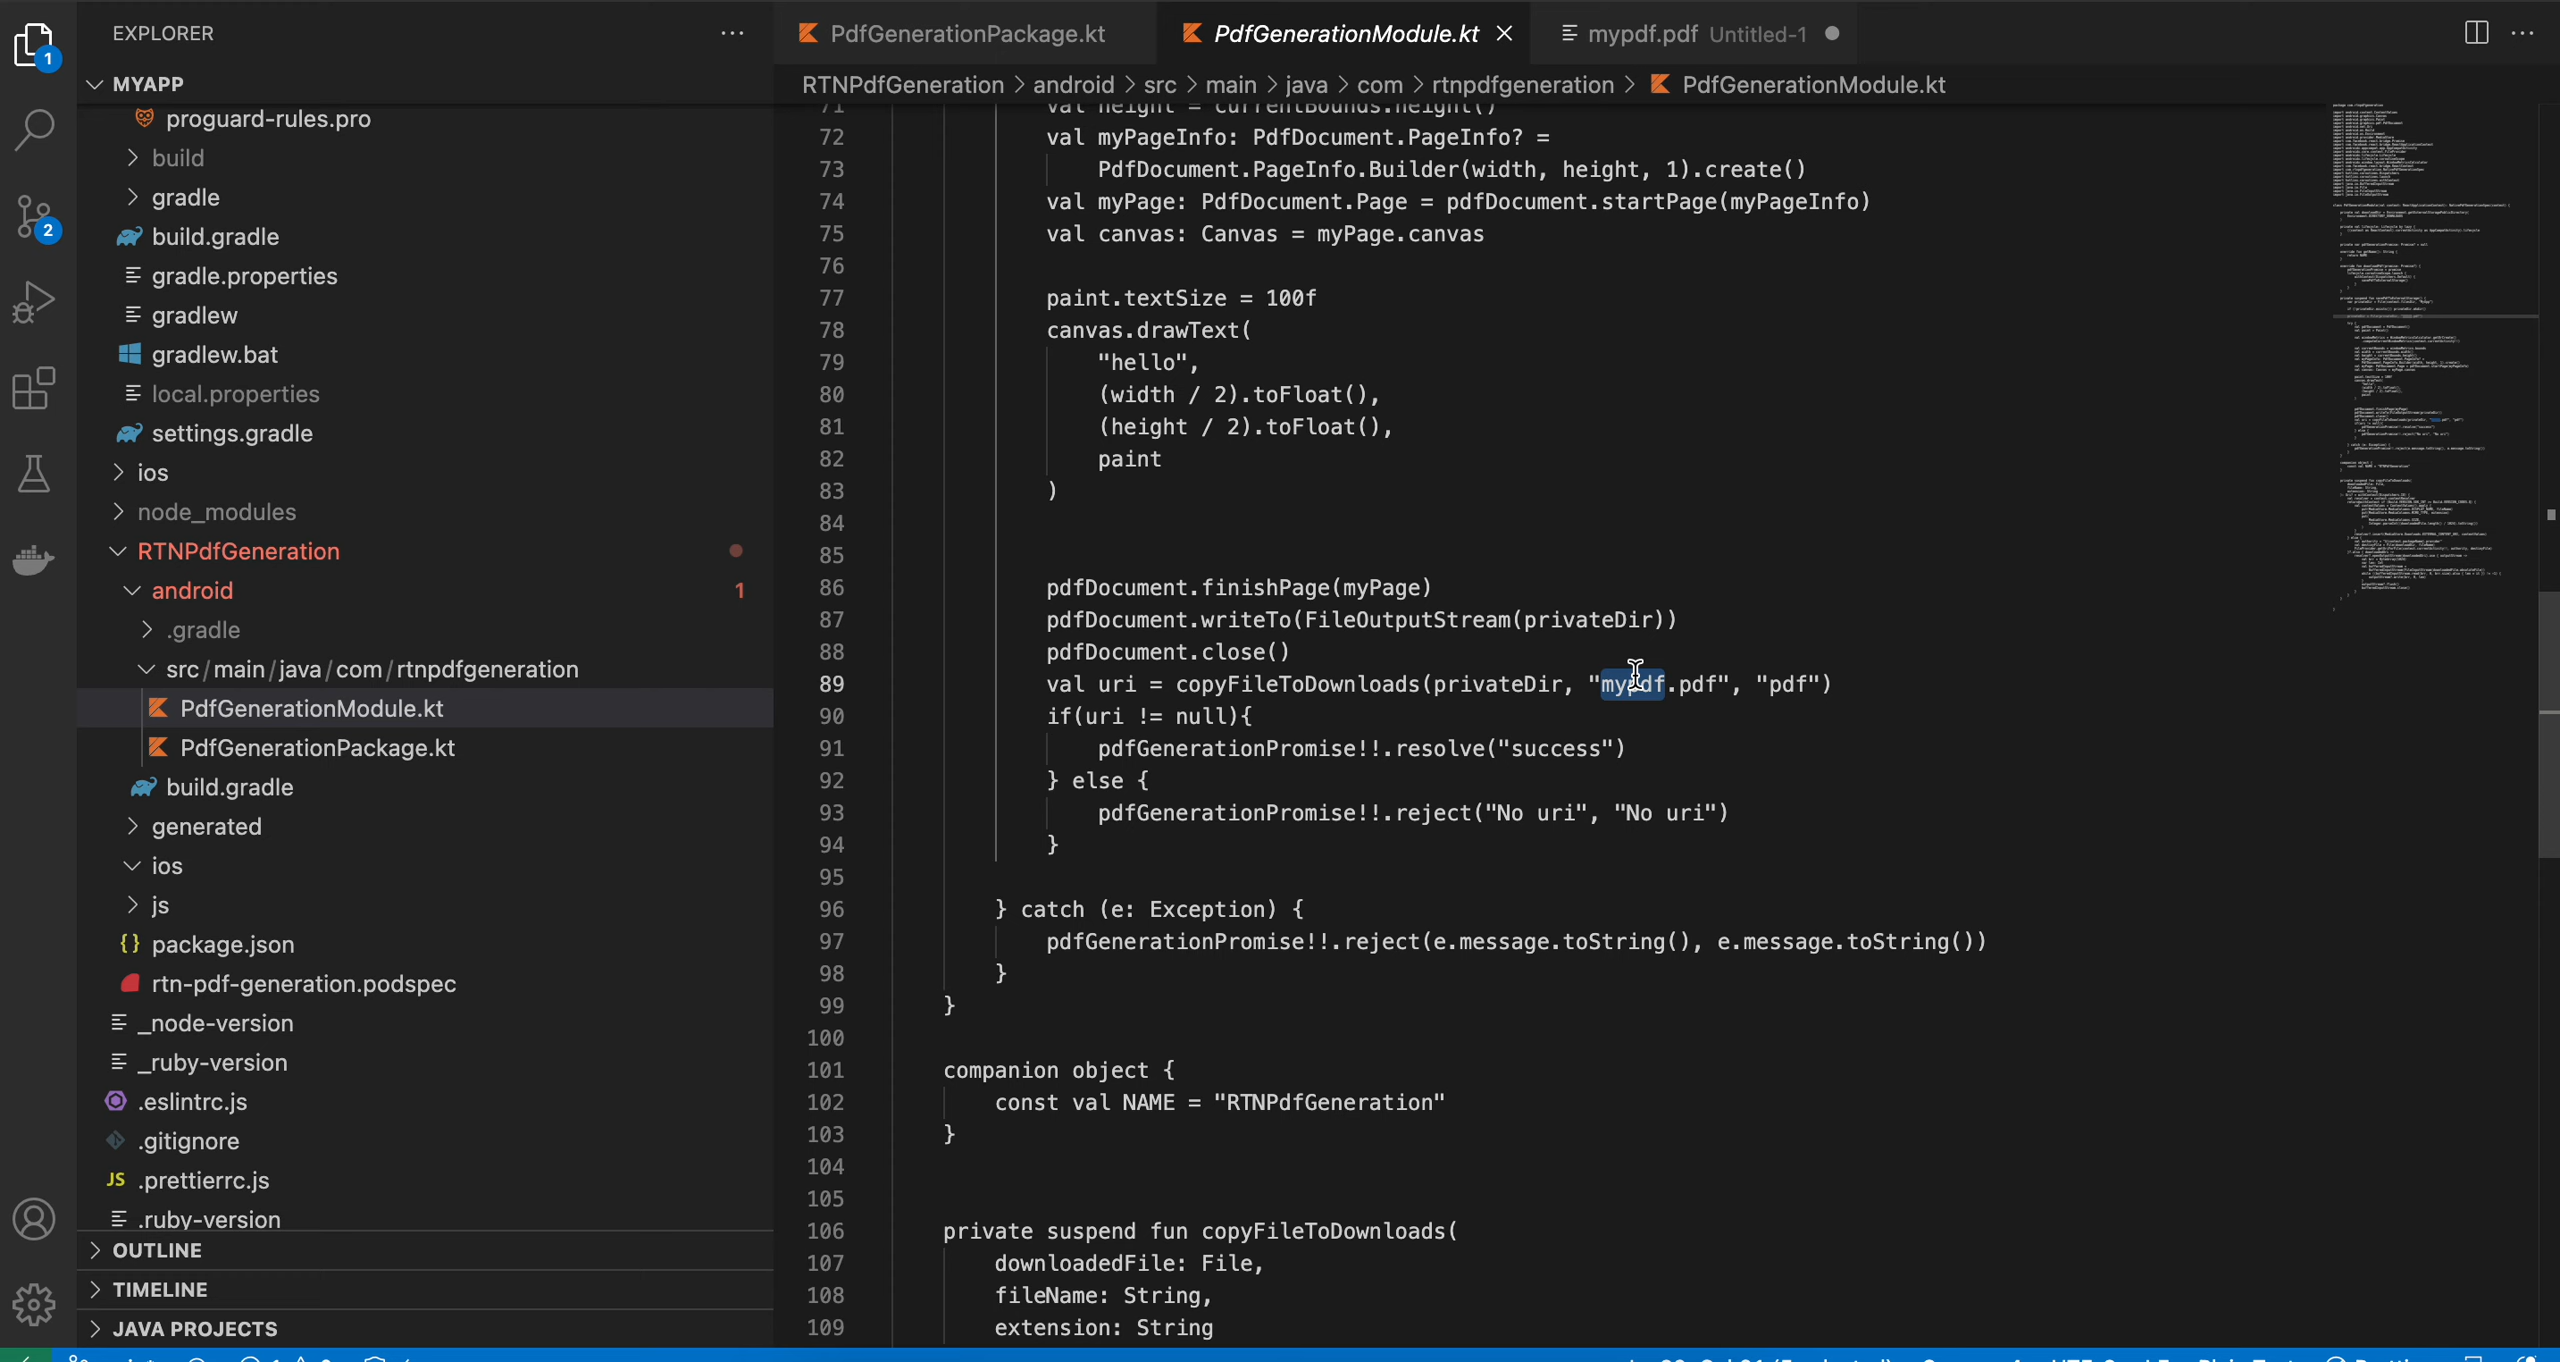 EXPLORER
MYAPP
proguard-rules.pro
build
gradle
build.gradle
gradle.properties
gradlew
gradlew.bat
local.properties
settings.gradle
ios
node_modules
RTNPdfGeneration
android 1
.gradle
src/main/java/com/rtnpdfgeneration
PdfGenerationModule.kt
PdfGenerationPackage.kt
build.gradle
generated
ios
js
package.json
rtn-pdf-generation.podspec
_node-version
_ruby-version
.eslintrc.js
.gitignore
JS .prettierrc.js
.ruby-version
OUTLINE
TIMELINE
JAVA PROJECTS
1
2
PdfGenerationPackage.kt PdfGenerationModule.kt mypdf.pdf Untitled-1
RTNPdfGeneration > android > src > main > java > com > rtnpdfgeneration > PdfGenerationModule.kt
71 val height = currentBounds.height()
72 val myPageInfo: PdfDocument.PageInfo? =
73 PdfDocument.PageInfo.Builder(width, height, 1).create()
74 val myPage: PdfDocument.Page = pdfDocument.startPage(myPageInfo)
75 val canvas: Canvas = myPage.canvas
76
77 paint.textSize = 100f
78 canvas.drawText(
79 "hello",
80 (width / 2).toFloat(),
81 (height / 2).toFloat(),
82 paint
83 )
84
85
86 pdfDocument.finishPage(myPage)
87 pdfDocument.writeTo(FileOutputStream(privateDir))
88 pdfDocument.close()
89 val uri = copyFileToDownloads(privateDir, "mypdf.pdf", "pdf")
90 if(uri != null){
91 pdfGenerationPromise!!.resolve("success")
92 } else {
93 pdfGenerationPromise!!.reject("No uri", "No uri")
94 }
95
96 } catch (e: Exception) {
97 pdfGenerationPromise!!.reject(e.message.toString(), e.message.toString())
98 }
99 }
100
101 companion object {
102 const val NAME = "RTNPdfGeneration"
103 }
104
105
106 private suspend fun copyFileToDownloads(
107 downloadedFile: File,
108 fileName: String,
109 extension: String